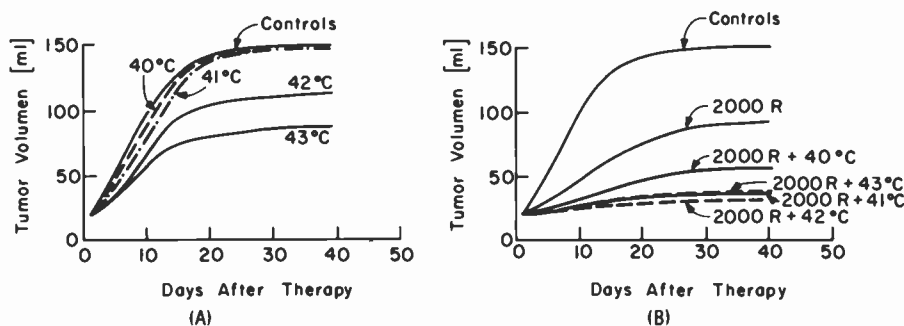 Controls
150
100
50
0
Tumor Volumen [ml]
40°C
41°C
42°C
43°C
0 10 20 30 40 50
Days After Therapy
(A)
Controls
150
100
50
0
Tumor Volumen [ml]
2000 R
2000 R + 40°C
2000 R + 43°C
2000 R + 41°C
2000 R + 42°C
0 10 20 30 40 50
Days After Therapy
(B)